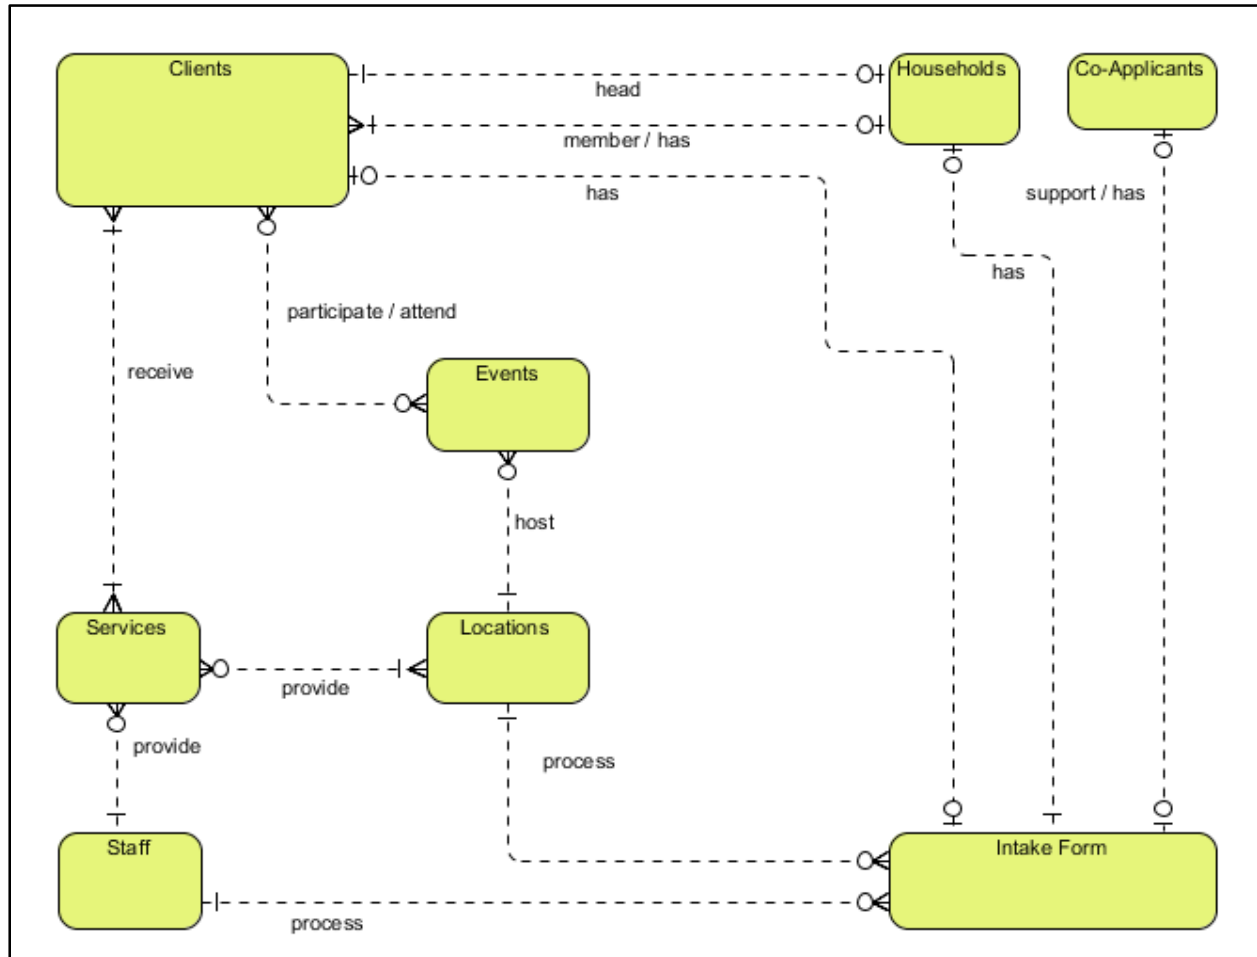 Clients
Households
Co-Applicants
head
member / has
has
support / has
has
participate / attend
receive
Events
host
Services
Locations
provide
provide
process
Staff
Intake Form
process